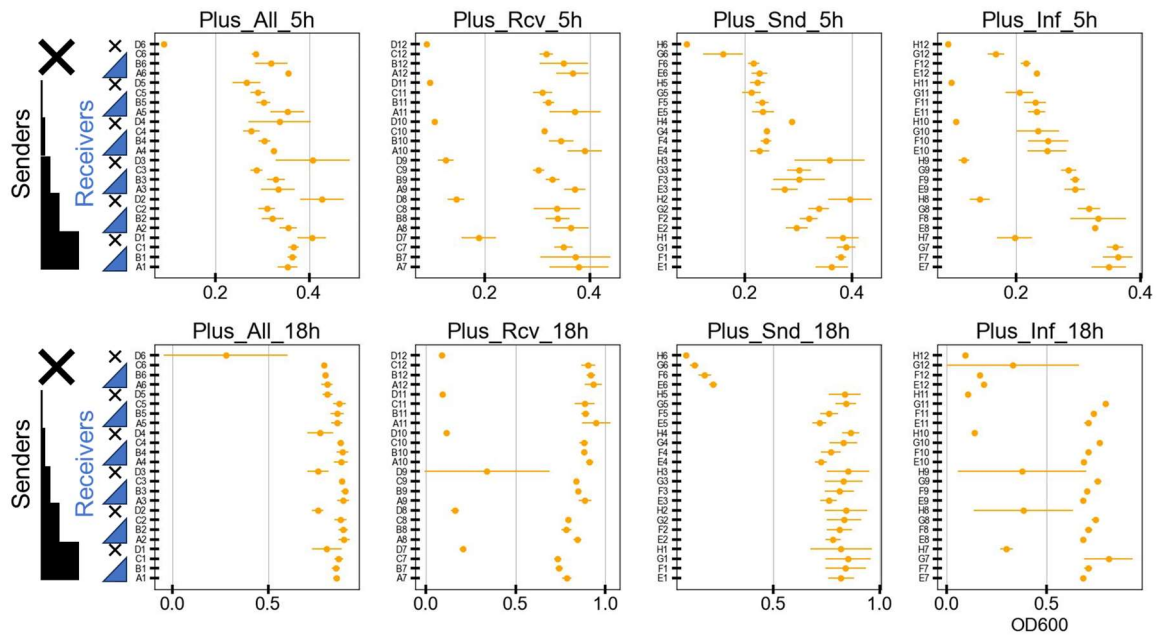 Plus_All_5h
Plus_Rcv_5h
Plus_Snd_5h
Plus_Inf_5h
Senders
Receivers
D6
C6
B6
A6
D5
C5
B5
A5
D4
C4
B4
A4
D3
C3
B3
A3
D2
C2
B2
A2
D1
C1
B1
A1
D12
C12
B12
A12
D11
C11
B11
A11
D10
C10
B10
A10
D9
C9
B9
A9
D8
C8
B8
A8
D7
C7
B7
A7
H6
G6
F6
E6
H5
G5
F5
E5
H4
G4
F4
E4
H3
G3
F3
E3
H2
G2
F2
E2
H1
G1
F1
E1
H12
G12
F12
E12
H11
G11
F11
E11
H10
G10
F10
E10
H9
G9
F9
E9
H8
G8
F8
E8
H7
G7
F7
E7
0.2 0.4
0.2 0.4
0.2 0.4
0.2 0.4
Plus_All_18h
Plus_Rcv_18h
Plus_Snd_18h
Plus_Inf_18h
Senders
Receivers
D6
C6
B6
A6
D5
C5
B5
A5
D4
C4
B4
A4
D3
C3
B3
A3
D2
C2
B2
A2
D1
C1
B1
A1
D12
C12
B12
A12
D11
C11
B11
A11
D10
C10
B10
A10
D9
C9
B9
A9
D8
C8
B8
A8
D7
C7
B7
A7
H6
G6
F6
E6
H5
G5
F5
E5
H4
G4
F4
E4
H3
G3
F3
E3
H2
G2
F2
E2
H1
G1
F1
E1
H12
G12
F12
E12
H11
G11
F11
E11
H10
G10
F10
E10
H9
G9
F9
E9
H8
G8
F8
E8
H7
G7
F7
E7
0.0 0.5
0.0 0.5 1.0
0.5 1.0
0.0 0.5
OD600